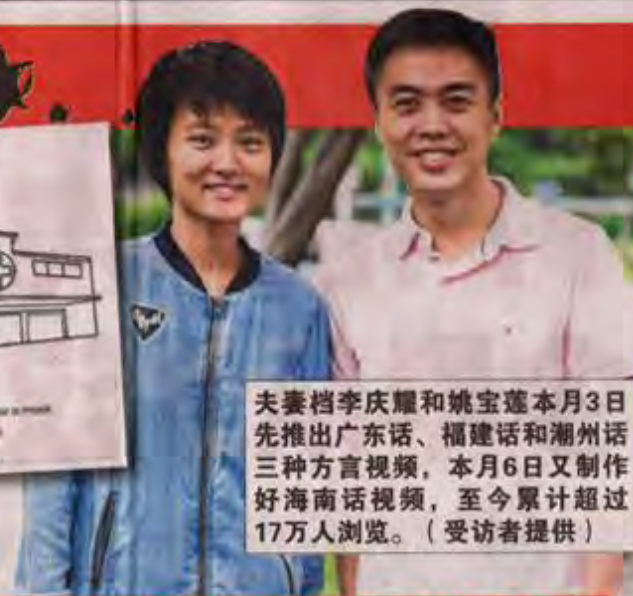 夫妻档李庆耀和姚宝莲本月3日
先推出广东话、福建话和潮州话
三种方言视频，本月6日又制作
好海南话视频，至今累计超过
17万人浏览。（受访者提供）